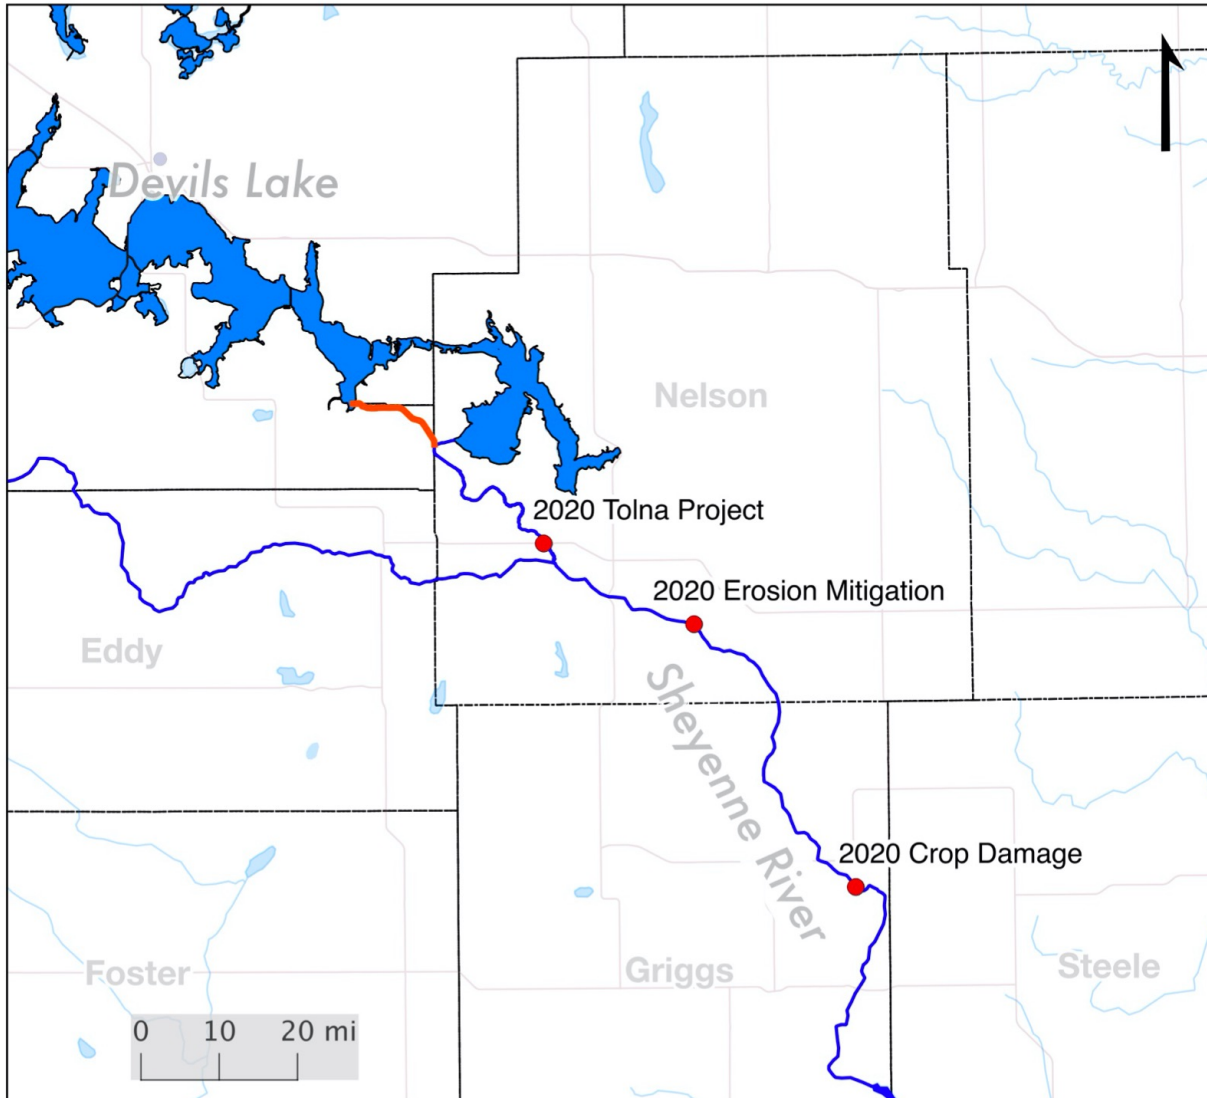 Devils Lake
Nelson
2020 Tolna Project
2020 Erosion Mitigation
Eddy
Sheyenne River
2020 Crop Damage
Foster
Griggs
Steele
0 10 20 mi